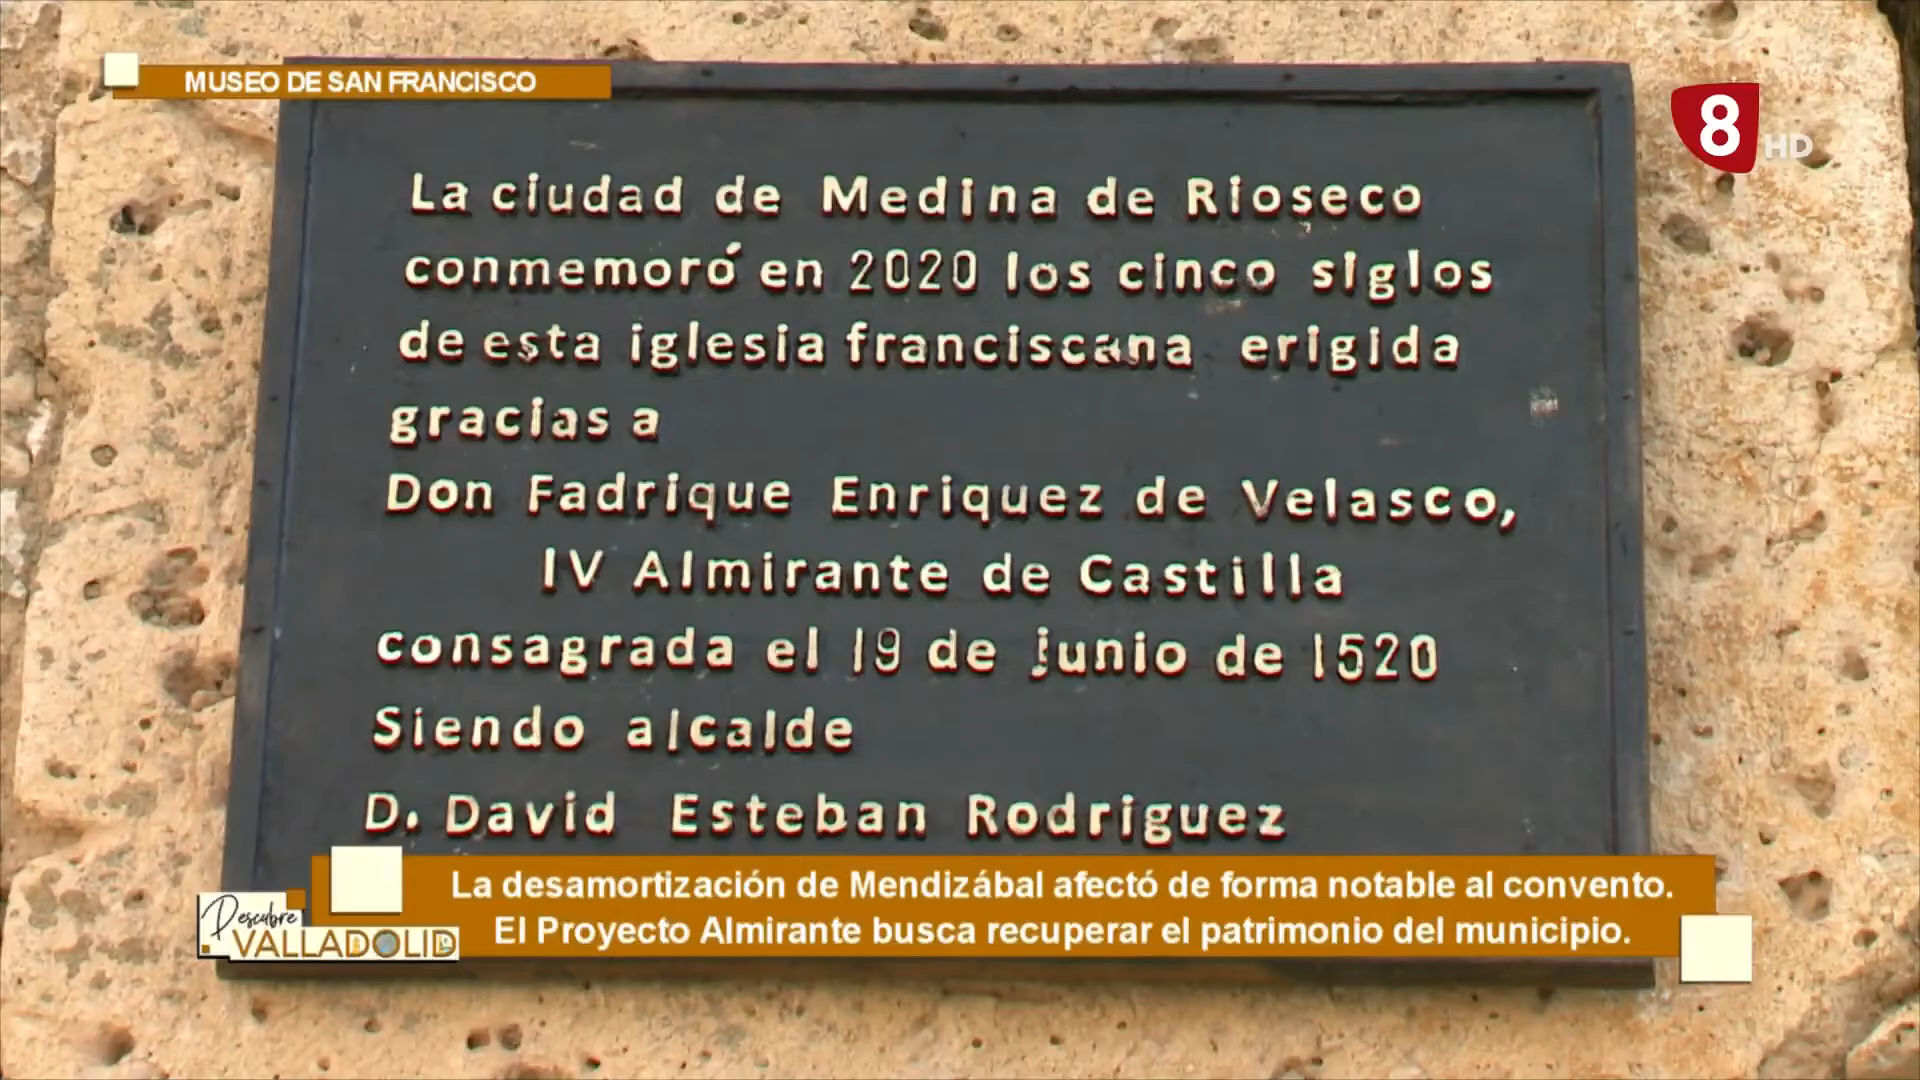 MUSEO DE SAN FRANCISCO
8 HD
La ciudad de Medina de Rioseco
conmemoró en 2020 los cinco siglos
de esta iglesia franciscana erigida
gracias a
Don Fadrique Enriquez de Velasco,
IV Almirante de Castilla
consagrada el 19 de junio de 1520
Siendo alcalde
D. David Esteban Rodriguez
La desamortización de Mendizábal afectó de forma notable al convento.
El Proyecto Almirante busca recuperar el patrimonio del municipio.
Descubre
VALLADOLID